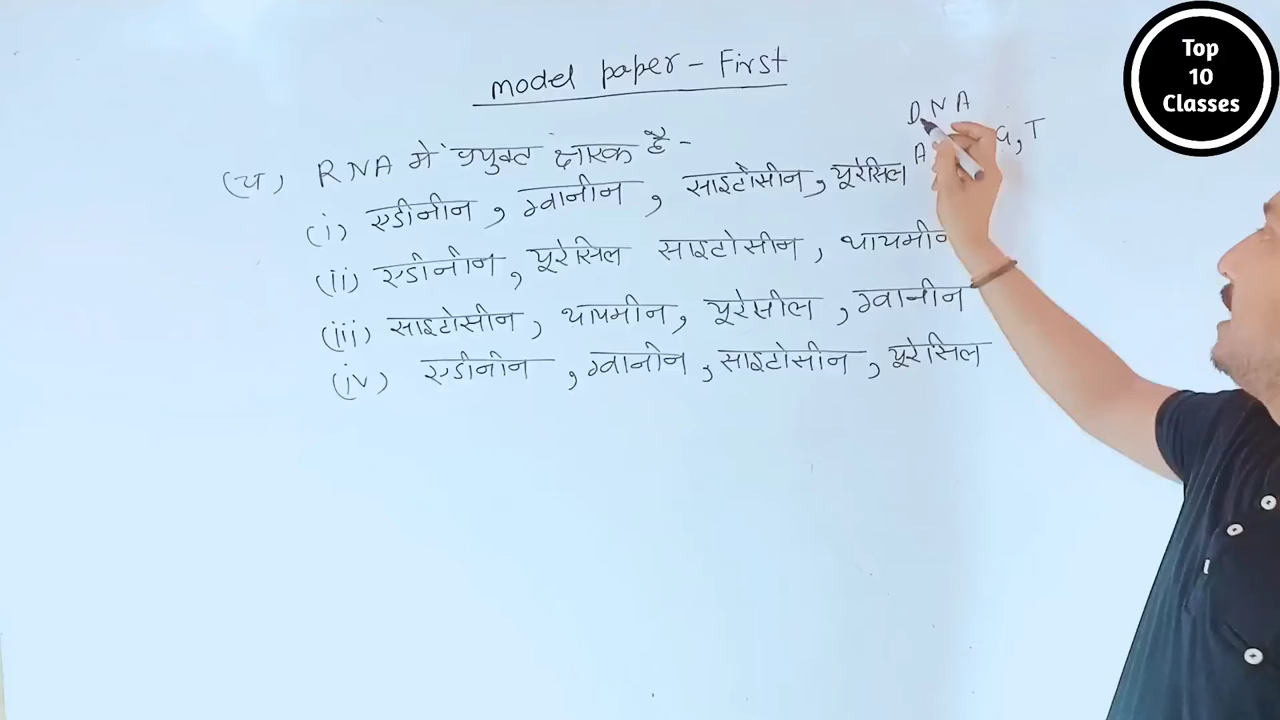 Top
10
Classes
model paper - First
DNA
A G, T
(च) RNA में प्रयुक्त क्षारक है -
(i) एडीनीन, ग्वानीन, साइटोसीन, यूरेसिल
(ii) एडीनीन, यूरेसिल साइटोसीन, थायमीन
(iii) साइटोसीन, थायमीन, यूरेसील, ग्वानीन
(iv) एडीनीन, ग्वानीन, साइटोसीन, यूरेसिल